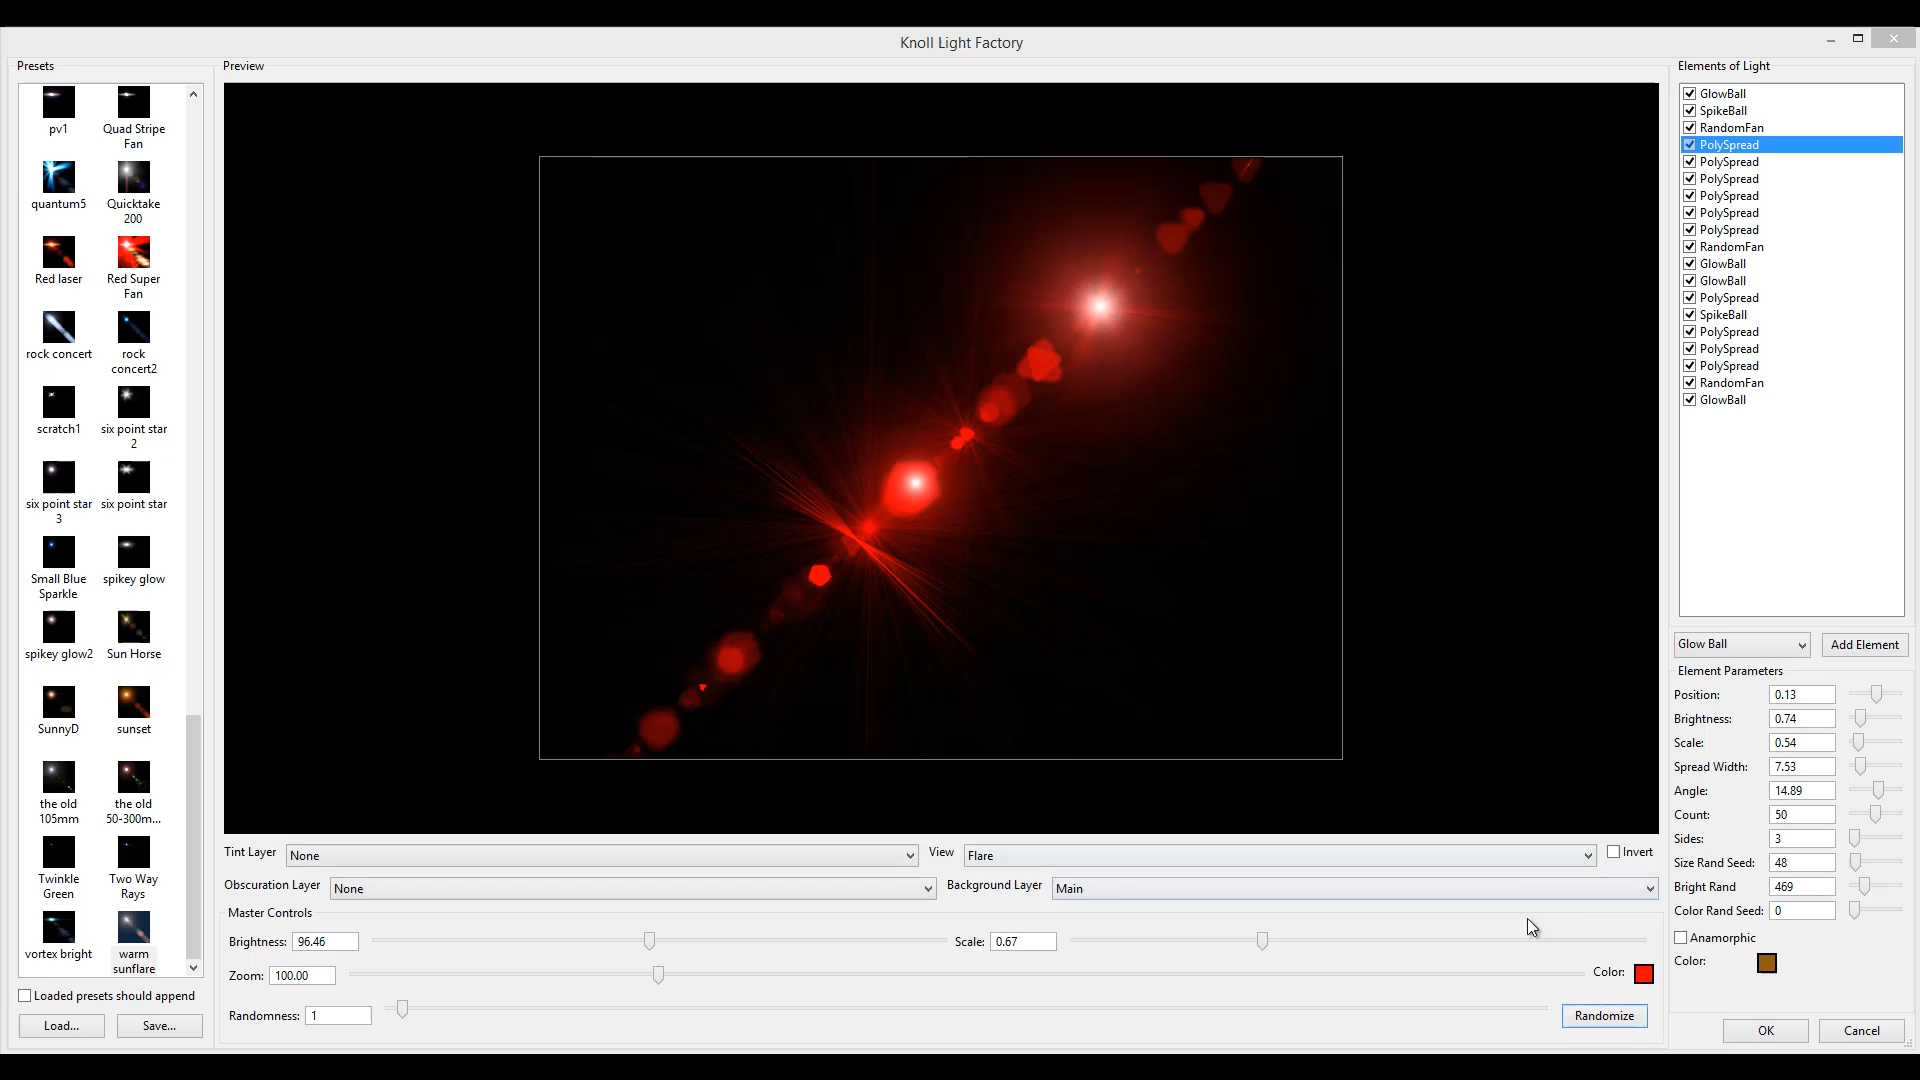 Knoll Light Factory
Presets
pv1
Quad Stripe
Fan
quantum5
Quicktake
200
Red laser
Red Super
Fan
rock concert
rock
concert2
scratch1
six point star
2
six point star
3
six point star
Small Blue
Sparkle
spikey glow
spikey glow2
Sun Horse
SunnyD
sunset
the old
105mm
the old
50-300m...
Twinkle
Green
Two Way
Rays
vortex bright
warm
sunflare
Loaded presets should append
Load...
Save...
Preview
Tint Layer
None
View
Flare
Invert
Obscuration Layer
None
Background Layer
Main
Master Controls
Brightness: 96.46
Scale: 0.67
Zoom: 100.00
Color:
Randomness: 1
Randomize
Elements of Light
GlowBall
SpikeBall
RandomFan
PolySpread
PolySpread
PolySpread
PolySpread
PolySpread
PolySpread
RandomFan
GlowBall
GlowBall
PolySpread
SpikeBall
PolySpread
PolySpread
PolySpread
RandomFan
GlowBall
Glow Ball
Add Element
Element Parameters
Position: 0.13
Brightness: 0.74
Scale: 0.54
Spread Width: 7.53
Angle: 14.89
Count: 50
Sides: 3
Size Rand Seed: 48
Bright Rand 469
Color Rand Seed: 0
Anamorphic
Color:
OK
Cancel